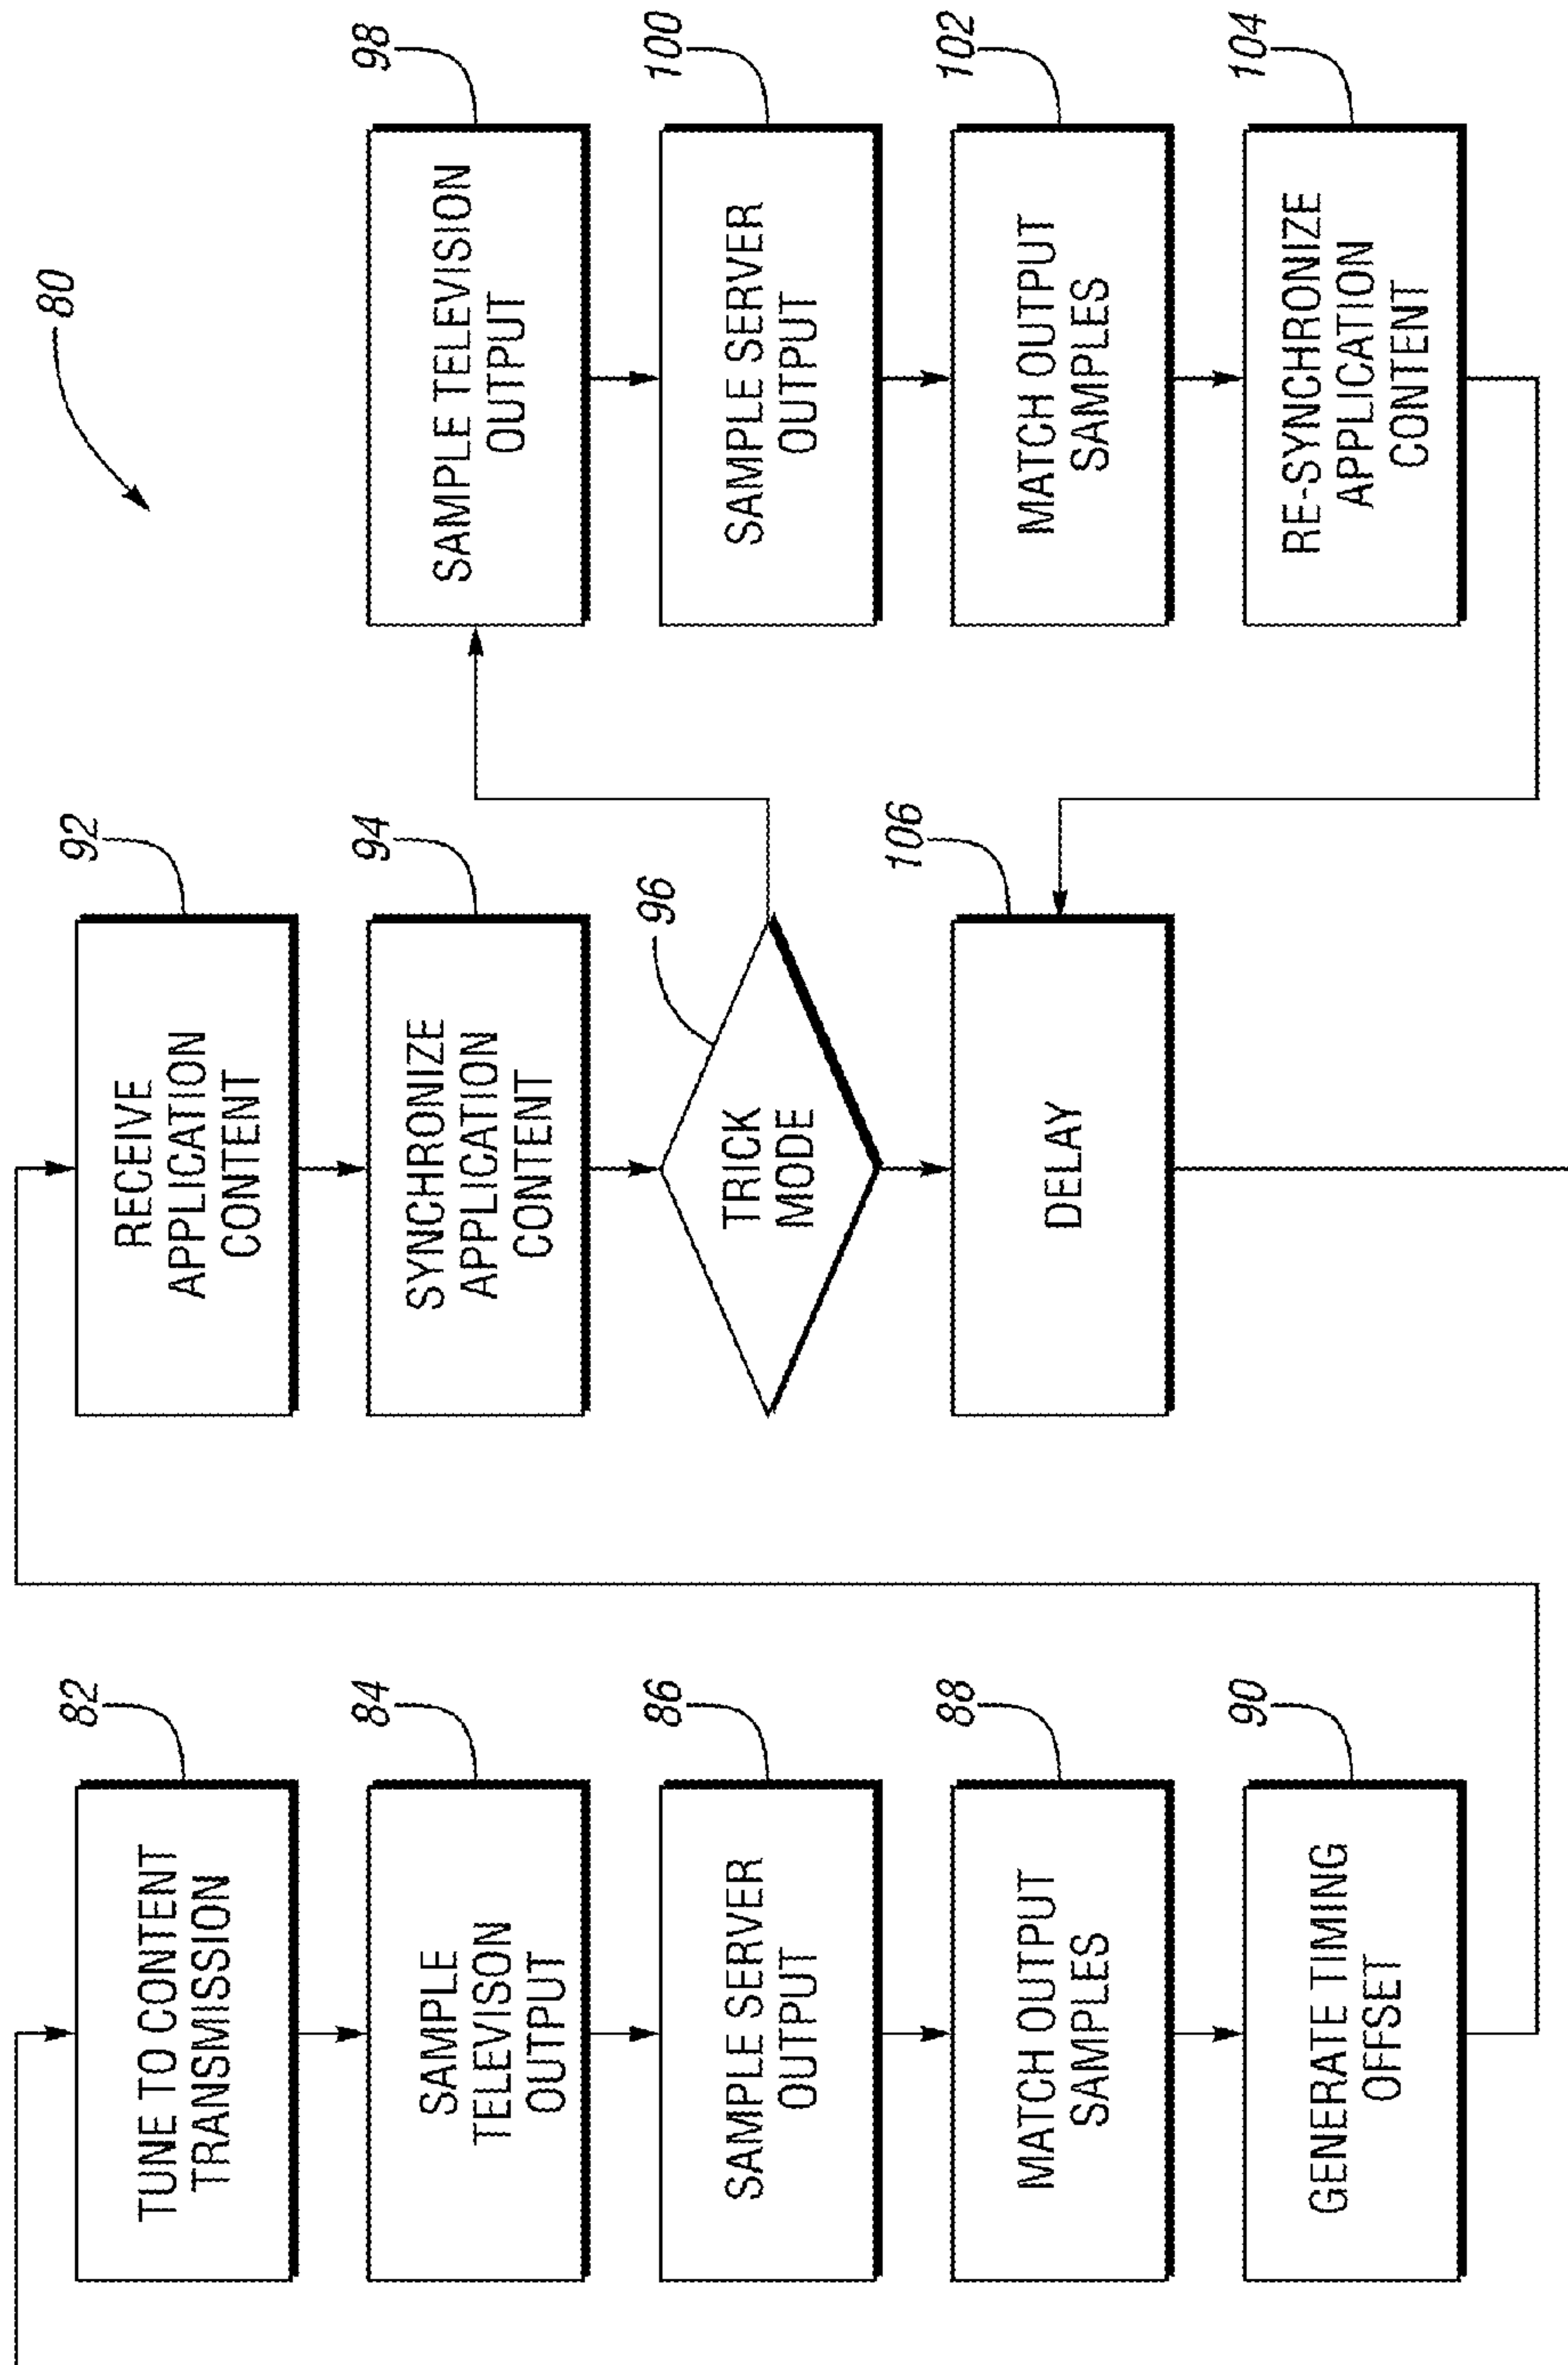 80
82
TUNE TO CONTENT
TRANSMISSION
84
SAMPLE
TELEVISON
OUTPUT
86
SAMPLE SERVER
OUTPUT
88
MATCH OUTPUT
SAMPLES
90
GENERATE TIMING
OFFSET
92
RECEIVE
APPLICATION
CONTENT
94
SYNCHRONIZE
APPLICATION
CONTENT
96
TRICK
MODE
106
DELAY
98
SAMPLE TELEVISION
OUTPUT
100
SAMPLE SERVER
OUTPUT
102
MATCH OUTPUT
SAMPLES
104
RE-SYNCHRONIZE
APPLICATION
CONTENT